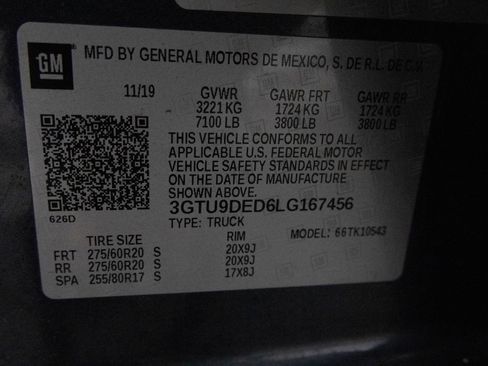 GM
MFD BY GENERAL MOTORS DE MEXICO, S. DE R.L. DE C.V.
11/19 GVWR GAWR FRT GAWR RR
3221 KG 1724 KG 1724 KG
7100 LB 3800 LB 3800 LB
THIS VEHICLE CONFORMS TO ALL
APPLICABLE U.S. FEDERAL MOTOR
VEHICLE SAFETY STANDARDS IN
EFFECT ON THE DATE OF MANUFACTURE
SHOWN ABOVE.
626D
3GTU9DED6LG167456
TYPE: TRUCK MODEL: 66TK10543
TIRE SIZE RIM
FRT 275/60R20 S 20X9J
RR 275/60R20 S 20X9J
SPA 255/80R17 S 17X8J